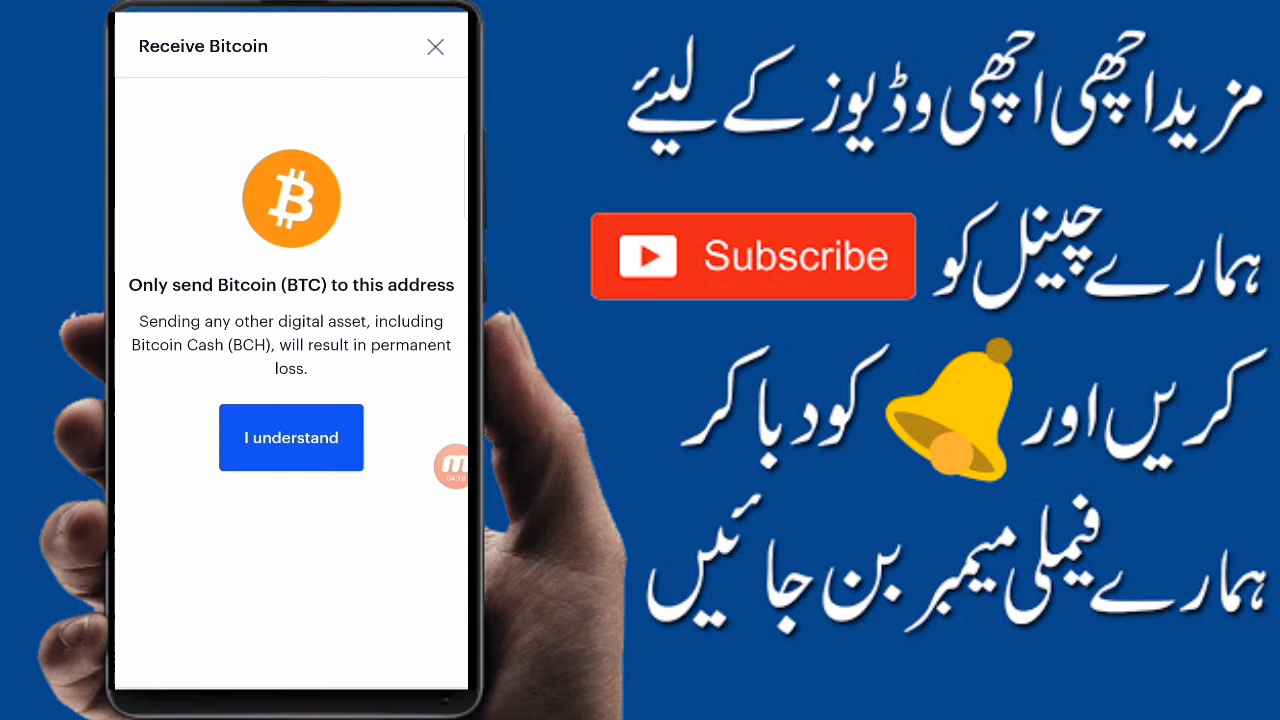 Receive Bitcoin
Only send Bitcoin (BTC) to this address
Sending any other digital asset, including
Bitcoin Cash (BCH), will result in permanent
loss.
I understand
04:18
مزید اچھی اچھی وڈیوز کے لیئے
ہمارے چینل کو Subscribe
کریں اور کو دبا کر
ہمارے فیملی میمبر بن جائیں